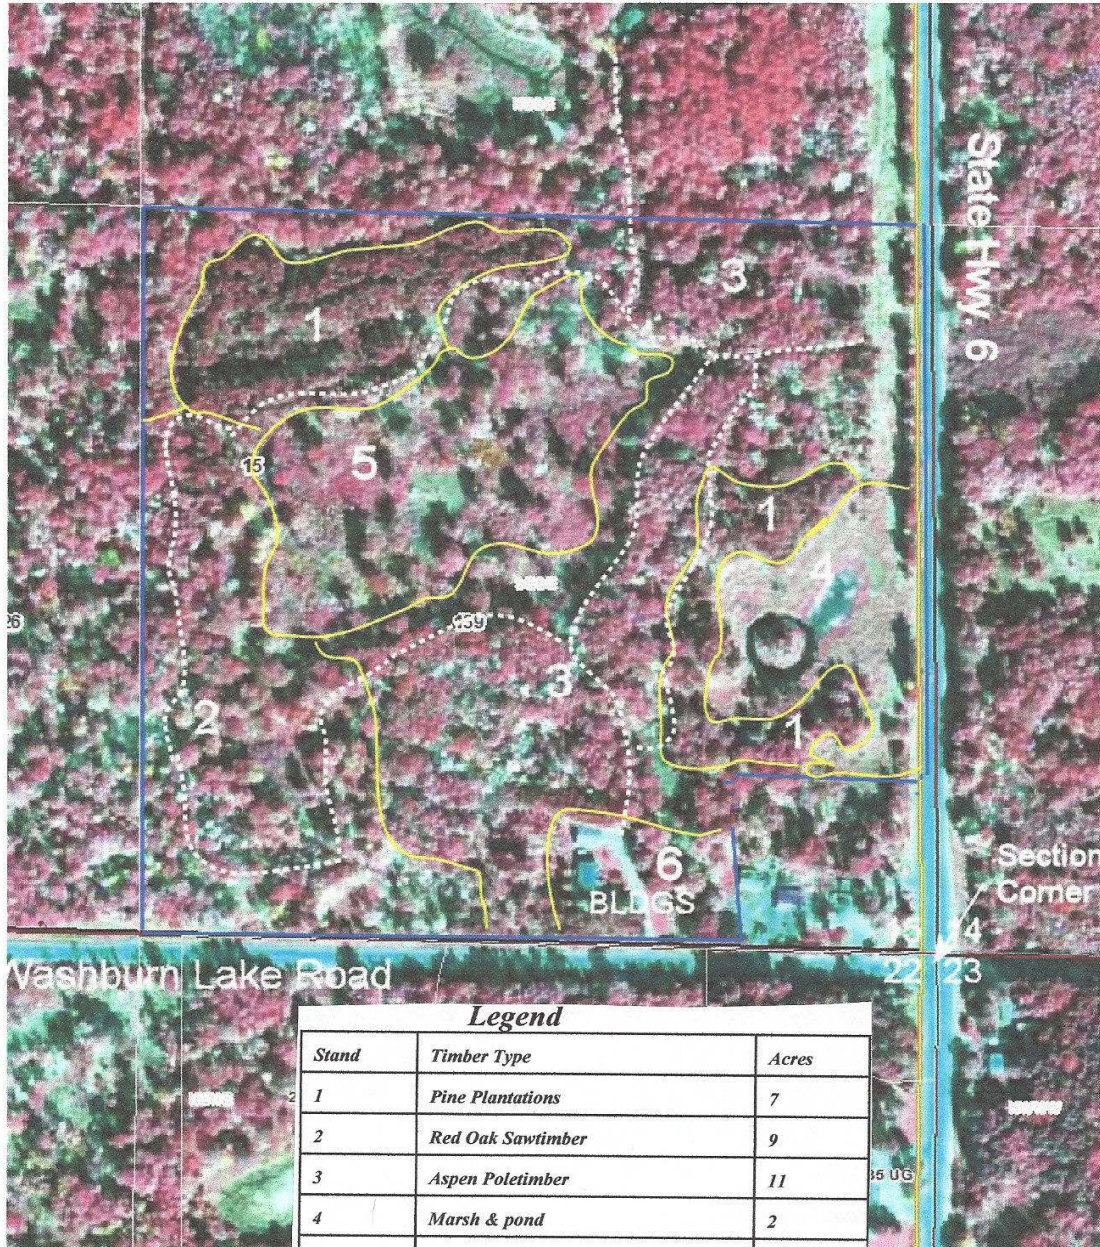 State Hwy. 6
3
1
15
5
1
4
26
159
3
2
1
6
BLDGS
Section
Corner
15 14
22 23
Washburn Lake Road
Legend
Stand Timber Type Acres
1 Pine Plantations 7
2 Red Oak Sawtimber 9
3 Aspen Poletimber 11
4 Marsh & pond 2
35 UG